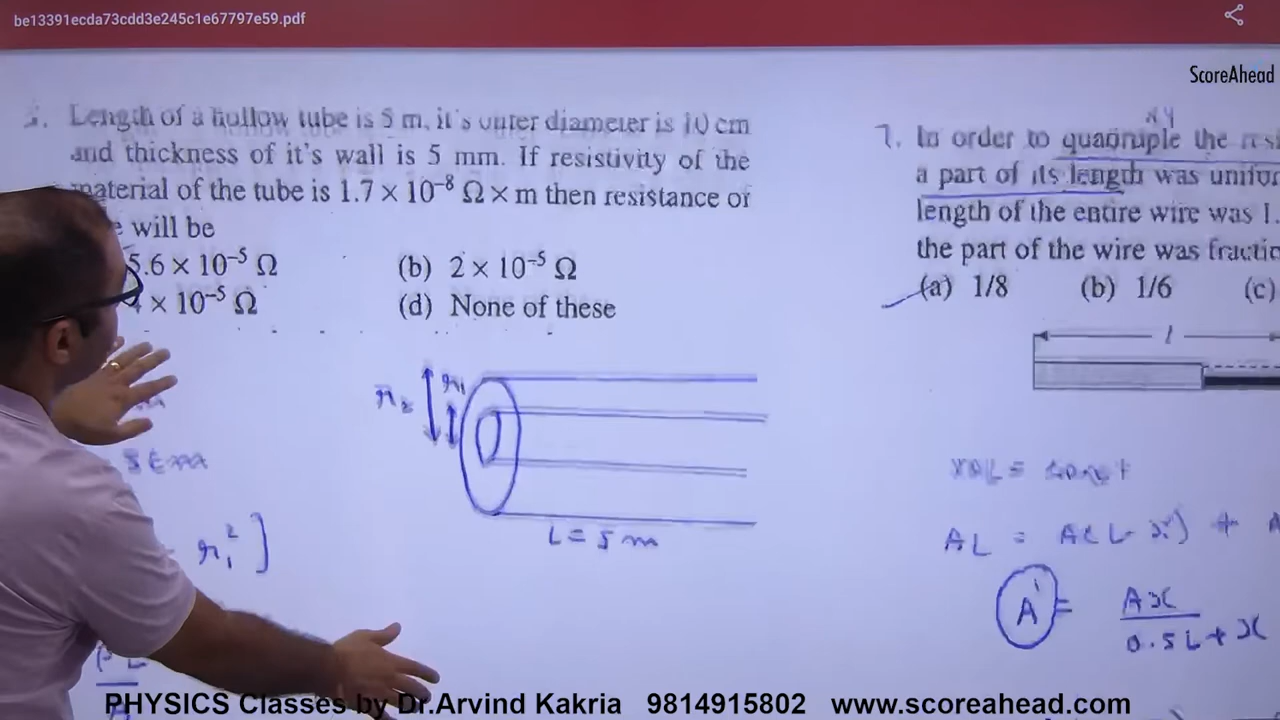 be13391ecda73cdd3e245c1e67797e59.pdf
ScoreAhead
Length of a hollow tube is 5 m, it's outer diameter is 10 cm
and thickness of it's wall is 5 mm. If resistivity of the
material of the tube is 1.7 × 10⁻⁸ Ω × m then resistance of
will be
5.6 × 10⁻⁵ Ω (b) 2 × 10⁻⁵ Ω
× 10⁻⁵ Ω (d) None of these
r₂ r₁
L = 5 m
r₁² ]
7. In order to quadruple the
a part of its length was
length of the entire wire was
the part of the wire was
(a) 1/8 (b) 1/6 (c)
l
VOL = const
AL = A(L - x) +
A' = Ax
0.5L + x
PHYSICS Classes by Dr.Arvind Kakria 9814915802 www.scoreahead.com